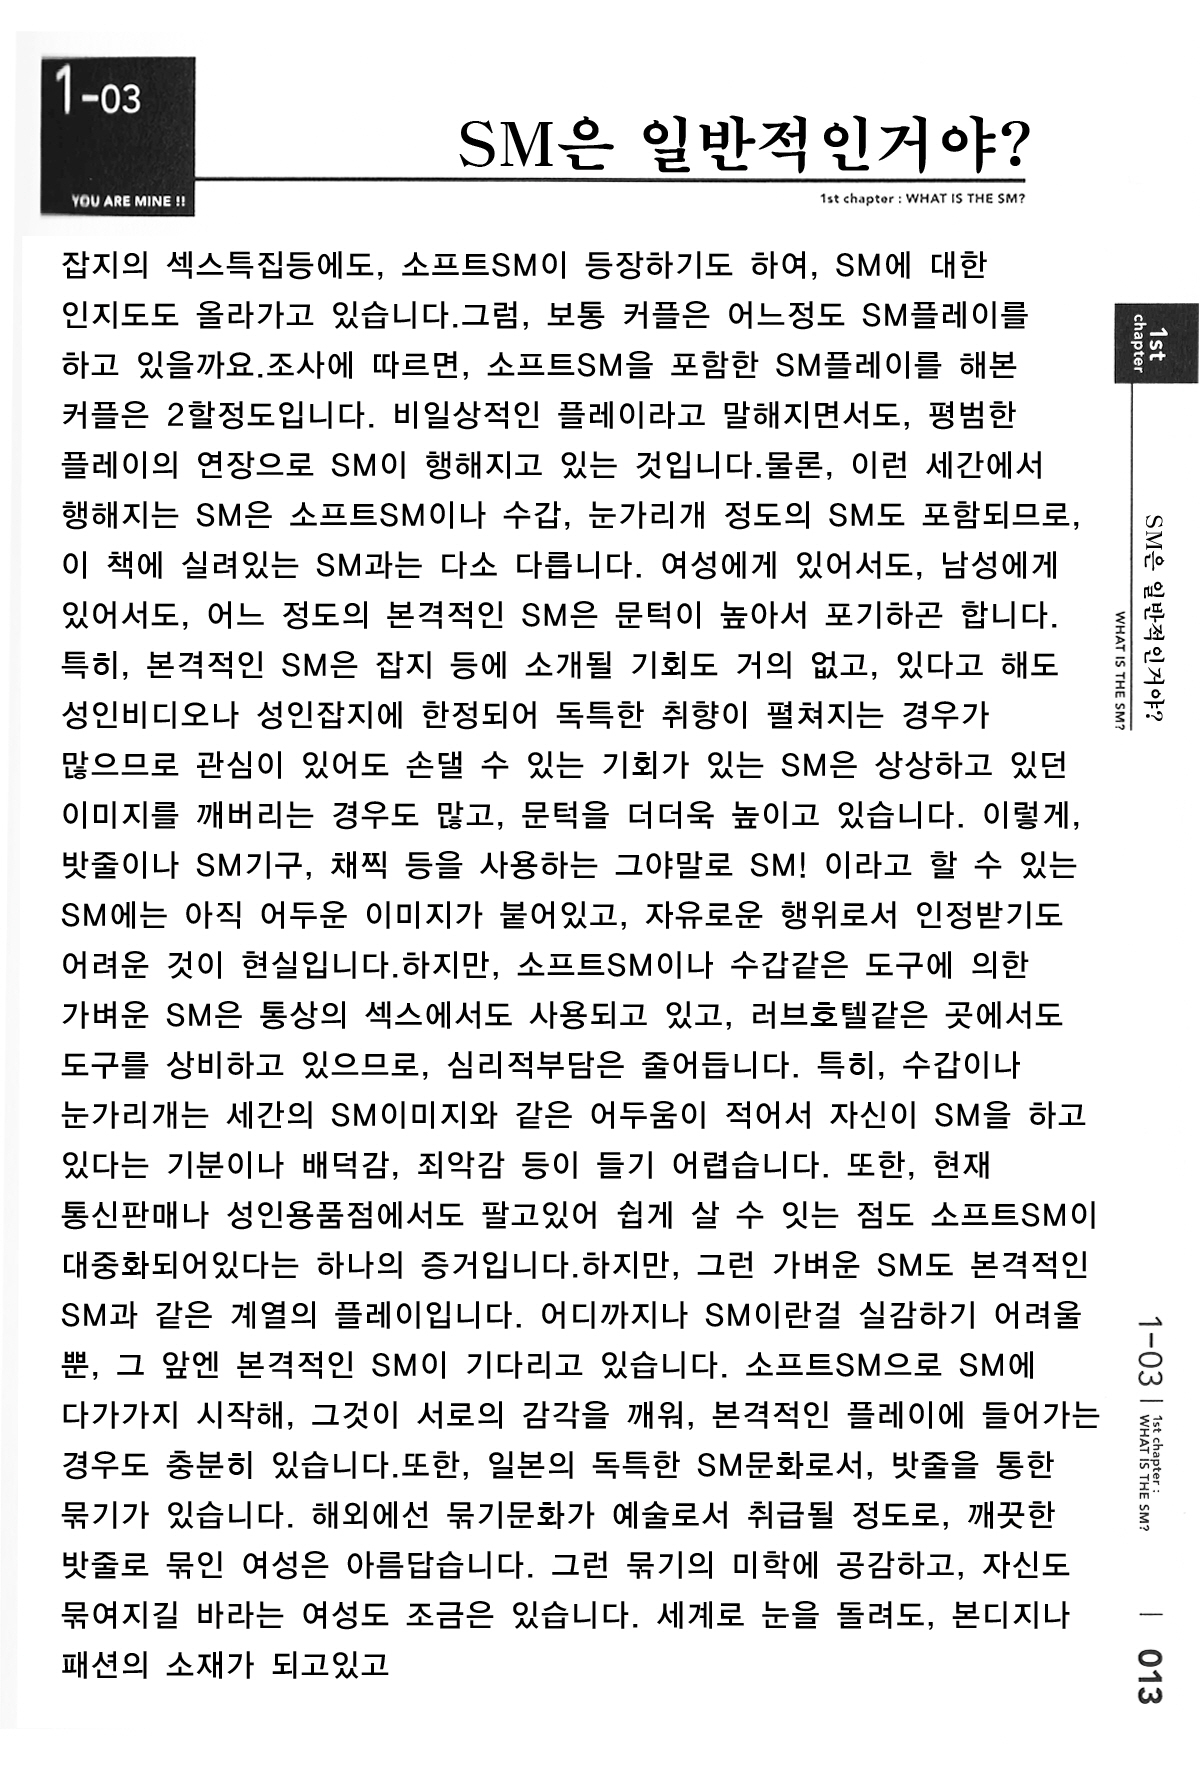 1-03
YOU ARE MINE !!
SM은 일반적인거야?
1st chapter : WHAT IS THE SM?
잡지의 섹스특집등에도, 소프트SM이 등장하기도 하여, SM에 대한
인지도도 올라가고 있습니다.그럼, 보통 커플은 어느정도 SM플레이를
하고 있을까요.조사에 따르면, 소프트SM을 포함한 SM플레이를 해본
커플은 2할정도입니다. 비일상적인 플레이라고 말해지면서도, 평범한
플레이의 연장으로 SM이 행해지고 있는 것입니다.물론, 이런 세간에서
행해지는 SM은 소프트SM이나 수갑, 눈가리개 정도의 SM도 포함되므로,
이 책에 실려있는 SM과는 다소 다릅니다. 여성에게 있어서도, 남성에게
있어서도, 어느 정도의 본격적인 SM은 문턱이 높아서 포기하곤 합니다.
특히, 본격적인 SM은 잡지 등에 소개될 기회도 거의 없고, 있다고 해도
성인비디오나 성인잡지에 한정되어 독특한 취향이 펼쳐지는 경우가
많으므로 관심이 있어도 손댈 수 있는 기회가 있는 SM은 상상하고 있던
이미지를 깨버리는 경우도 많고, 문턱을 더더욱 높이고 있습니다. 이렇게,
밧줄이나 SM기구, 채찍 등을 사용하는 그야말로 SM! 이라고 할 수 있는
SM에는 아직 어두운 이미지가 붙어있고, 자유로운 행위로서 인정받기도
어려운 것이 현실입니다.하지만, 소프트SM이나 수갑같은 도구에 의한
가벼운 SM은 통상의 섹스에서도 사용되고 있고, 러브호텔같은 곳에서도
도구를 상비하고 있으므로, 심리적부담은 줄어듭니다. 특히, 수갑이나
눈가리개는 세간의 SM이미지와 같은 어두움이 적어서 자신이 SM을 하고
있다는 기분이나 배덕감, 죄악감 등이 들기 어렵습니다. 또한, 현재
통신판매나 성인용품점에서도 팔고있어 쉽게 살 수 잇는 점도 소프트SM이
대중화되어있다는 하나의 증거입니다.하지만, 그런 가벼운 SM도 본격적인
SM과 같은 계열의 플레이입니다. 어디까지나 SM이란걸 실감하기 어려울
뿐, 그 앞엔 본격적인 SM이 기다리고 있습니다. 소프트SM으로 SM에
다가가지 시작해, 그것이 서로의 감각을 깨워, 본격적인 플레이에 들어가는
경우도 충분히 있습니다.또한, 일본의 독특한 SM문화로서, 밧줄을 통한
묶기가 있습니다. 해외에선 묶기문화가 예술로서 취급될 정도로, 깨끗한
밧줄로 묶인 여성은 아름답습니다. 그런 묶기의 미학에 공감하고, 자신도
묶여지길 바라는 여성도 조금은 있습니다. 세계로 눈을 돌려도, 본디지나
패션의 소재가 되고있고
1st
chapter
SM은 일반적인거야?
WHAT IS THE SM?
1-03
1st chapter :
WHAT IS THE SM?
013